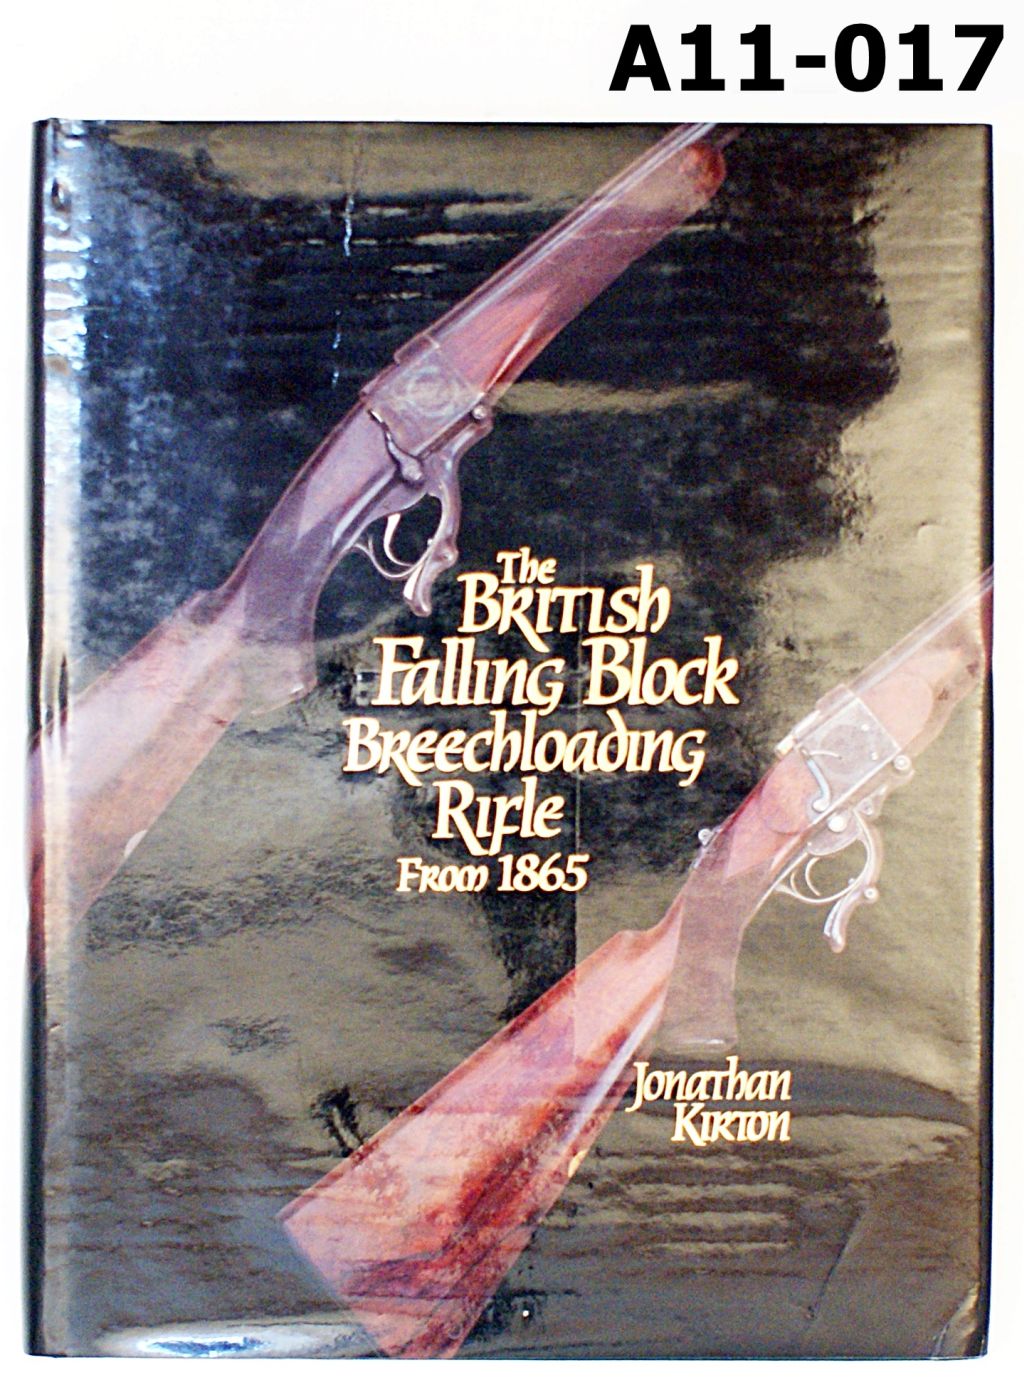 A11-017
The
British
Falling Block
Breechloading
Rifle
From 1865
Jonathan
Kirton